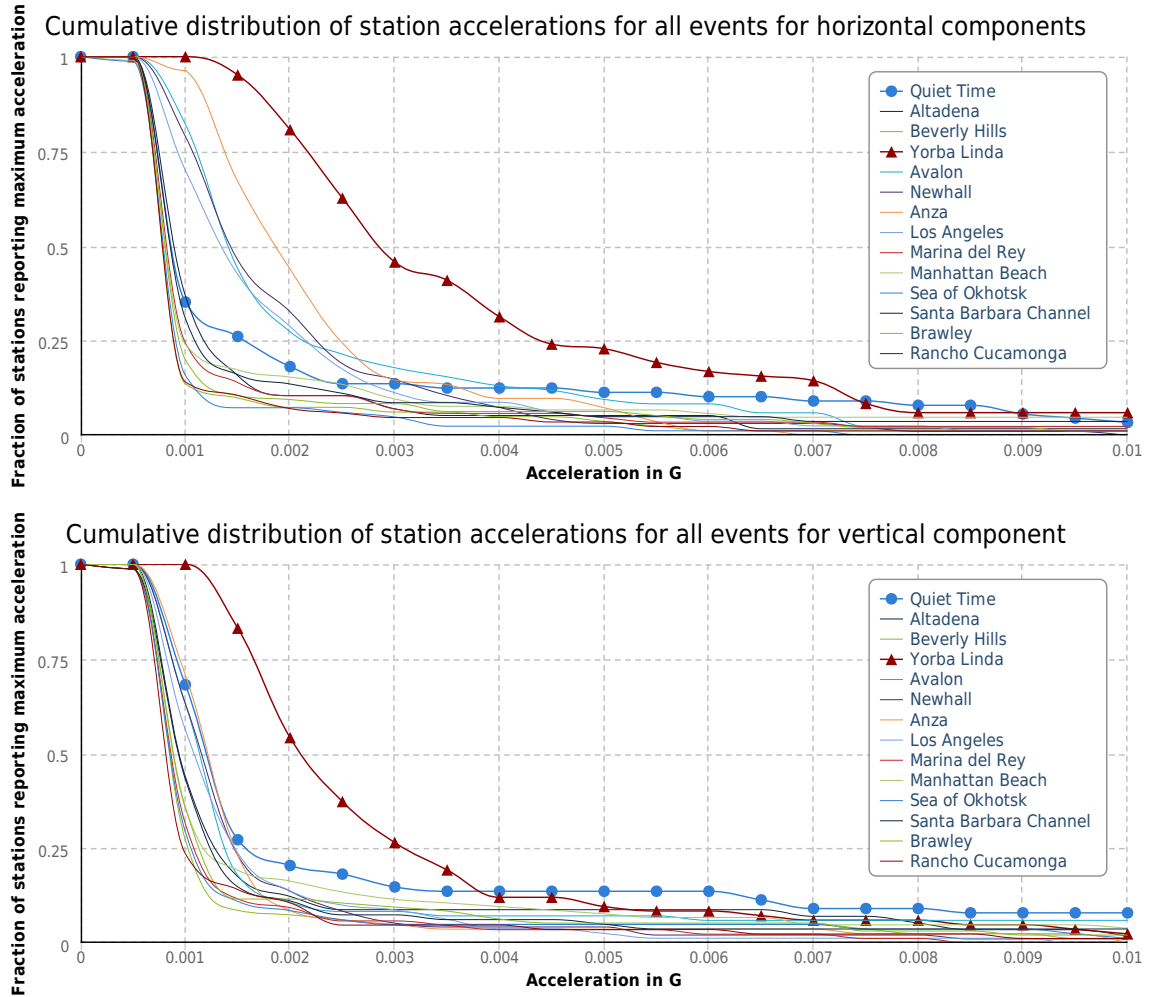 Cumulative distribution of station accelerations for all events for horizontal components
Fraction of stations reporting maximum acceleration
1
0.75
0.5
0.25
0
0 0.001 0.002 0.003 0.004 0.005 0.006 0.007 0.008 0.009 0.01
Acceleration in G
Quiet Time
Altadena
Beverly Hills
Yorba Linda
Avalon
Newhall
Anza
Los Angeles
Marina del Rey
Manhattan Beach
Sea of Okhotsk
Santa Barbara Channel
Brawley
Rancho Cucamonga
Cumulative distribution of station accelerations for all events for vertical component
Fraction of stations reporting maximum acceleration
1
0.75
0.5
0.25
0
0 0.001 0.002 0.003 0.004 0.005 0.006 0.007 0.008 0.009 0.01
Acceleration in G
Quiet Time
Altadena
Beverly Hills
Yorba Linda
Avalon
Newhall
Anza
Los Angeles
Marina del Rey
Manhattan Beach
Sea of Okhotsk
Santa Barbara Channel
Brawley
Rancho Cucamonga